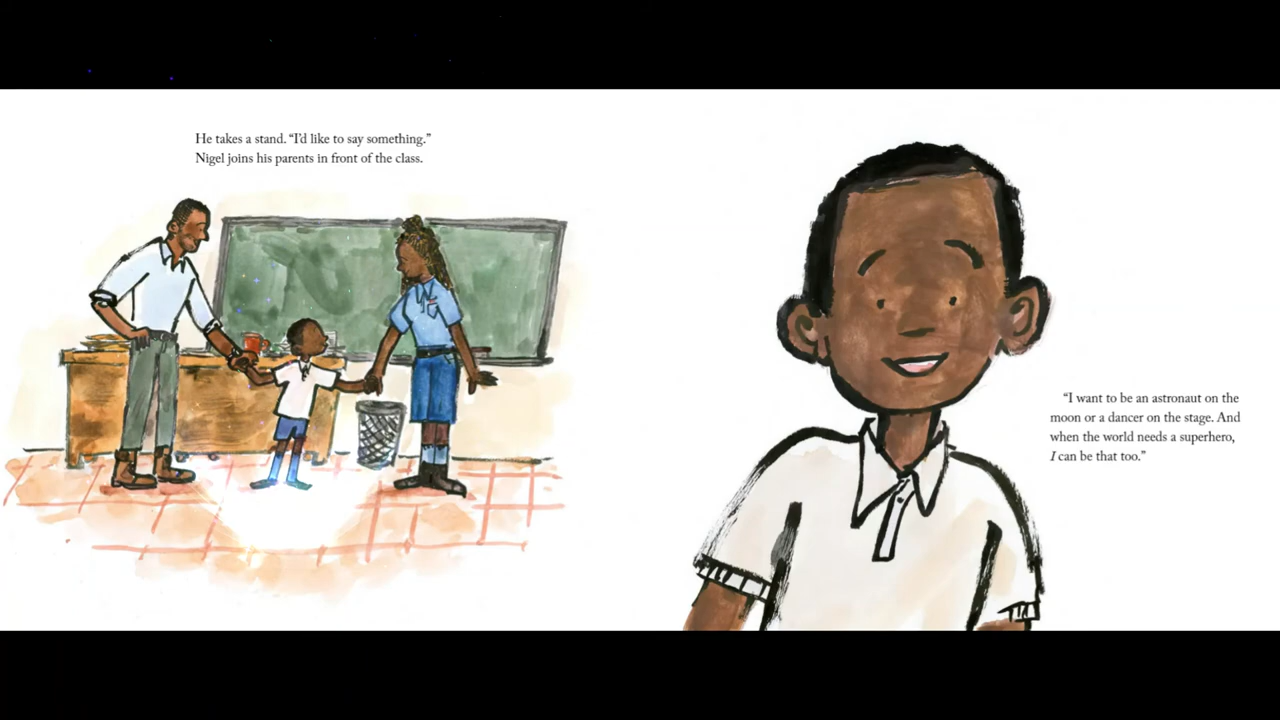 He takes a stand. “I’d like to say something.”
Nigel joins his parents in front of the class.
“I want to be an astronaut on the
moon or a dancer on the stage. And
when the world needs a superhero,
I can be that too.”